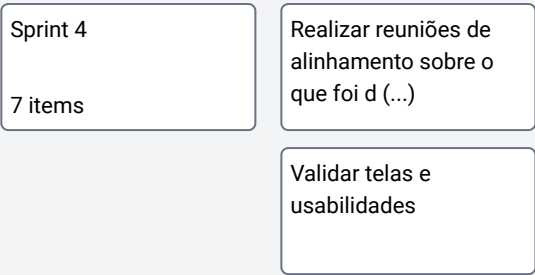 Sprint 4
7 items
Realizar reuniões de
alinhamento sobre o
que foi d (...)
Validar telas e
usabilidades